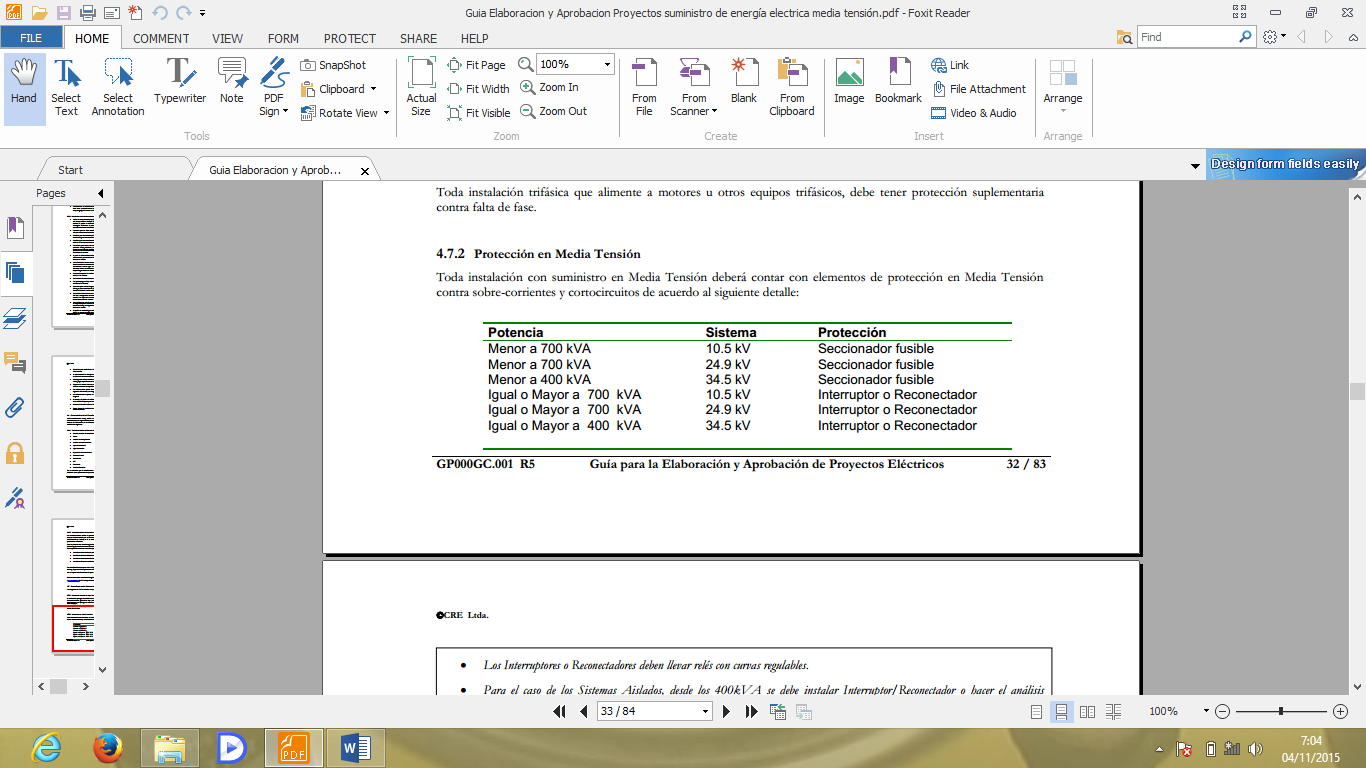 Guia Elaboracion y Aprobacion Proyectos suministro de energía electrica media tensión.pdf - Foxit Reader
FILE HOME COMMENT VIEW FORM PROTECT SHARE HELP Find
Hand Select Text Select Annotation Typewriter Note PDF Sign SnapShot Clipboard Rotate View
Actual Size Fit Page Fit Width Fit Visible 100% Zoom In Zoom Out
From File From Scanner Blank From Clipboard Image Bookmark Link File Attachment Video & Audio Arrange
Tools Zoom Create Insert Arrange
Start Guia Elaboracion y Aprob... Design form fields easily
Pages
Toda instalación trifásica que alimente a motores u otros equipos trifásicos, debe tener protección suplementaria
contra falta de fase.
4.7.2 Protección en Media Tensión
Toda instalación con suministro en Media Tensión deberá contar con elementos de protección en Media Tensión
contra sobre-corrientes y cortocircuitos de acuerdo al siguiente detalle:
Potencia Sistema Protección
Menor a 700 kVA 10.5 kV Seccionador fusible
Menor a 700 kVA 24.9 kV Seccionador fusible
Menor a 400 kVA 34.5 kV Seccionador fusible
Igual o Mayor a 700 kVA 10.5 kV Interruptor o Reconectador
Igual o Mayor a 700 kVA 24.9 kV Interruptor o Reconectador
Igual o Mayor a 400 kVA 34.5 kV Interruptor o Reconectador
GP000GC.001 R5 Guía para la Elaboración y Aprobación de Proyectos Eléctricos 32 / 83
CRE Ltda.
• Los Interruptores o Reconectadores deben llevar relés con curvas regulables.
• Para el caso de los Sistemas Aislados, desde los 400kVA se debe instalar Interruptor/Reconectador o hacer el análisis
33 / 84 100%
PDF
7:04
04/11/2015